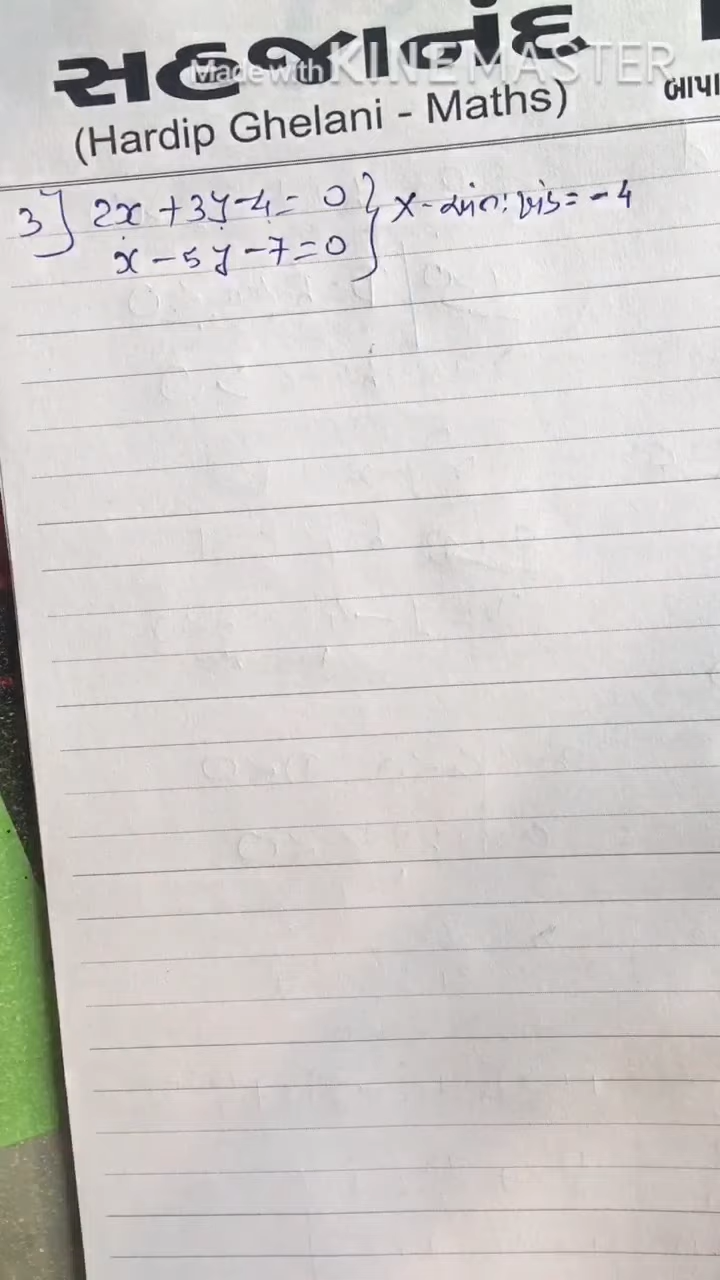 સહજાનંદ
Made with KINEMASTER
(Hardip Ghelani - Maths)
બાપા
3] 2x + 3y - 4 = 0 } x - અંતઃખંડ = - 4
x - 5y - 7 = 0